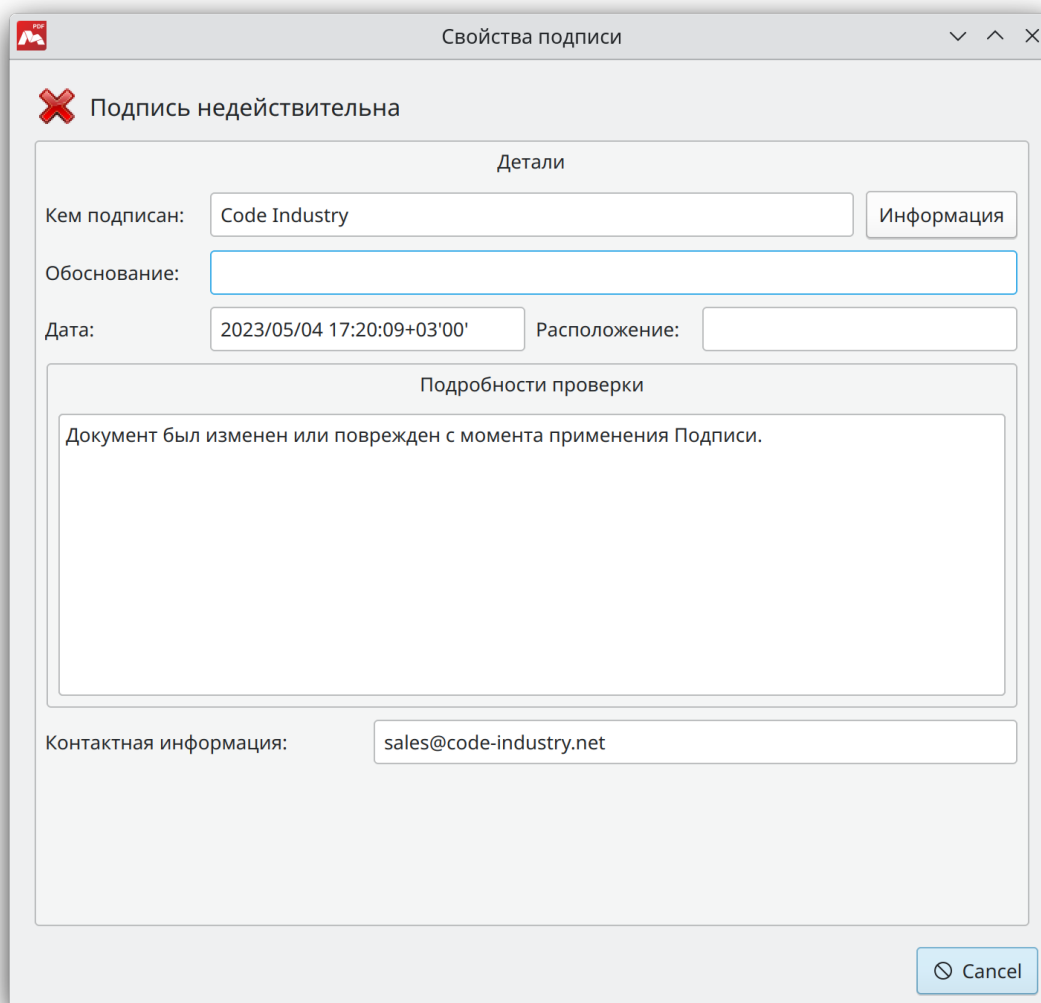 PDF
Свойства подписи
Подпись недействительна
Детали
Кем подписан: Code Industry Информация
Обоснование:
Дата: 2023/05/04 17:20:09+03'00' Расположение:
Подробности проверки
Документ был изменен или поврежден с момента применения Подписи.
Контактная информация: sales@code-industry.net
Cancel